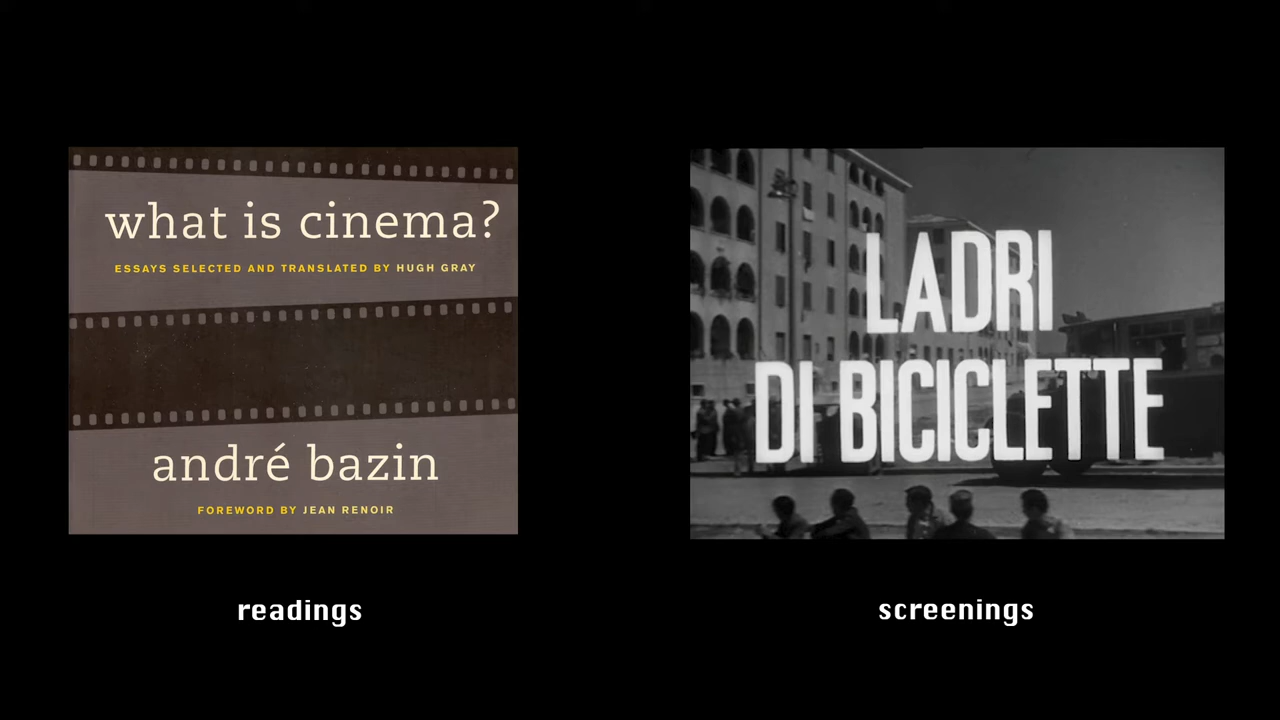 what is cinema?
ESSAYS SELECTED AND TRANSLATED BY HUGH GRAY
andré bazin
FOREWORD BY JEAN RENOIR
readings
LADRI
DI BICICLETTE
screenings